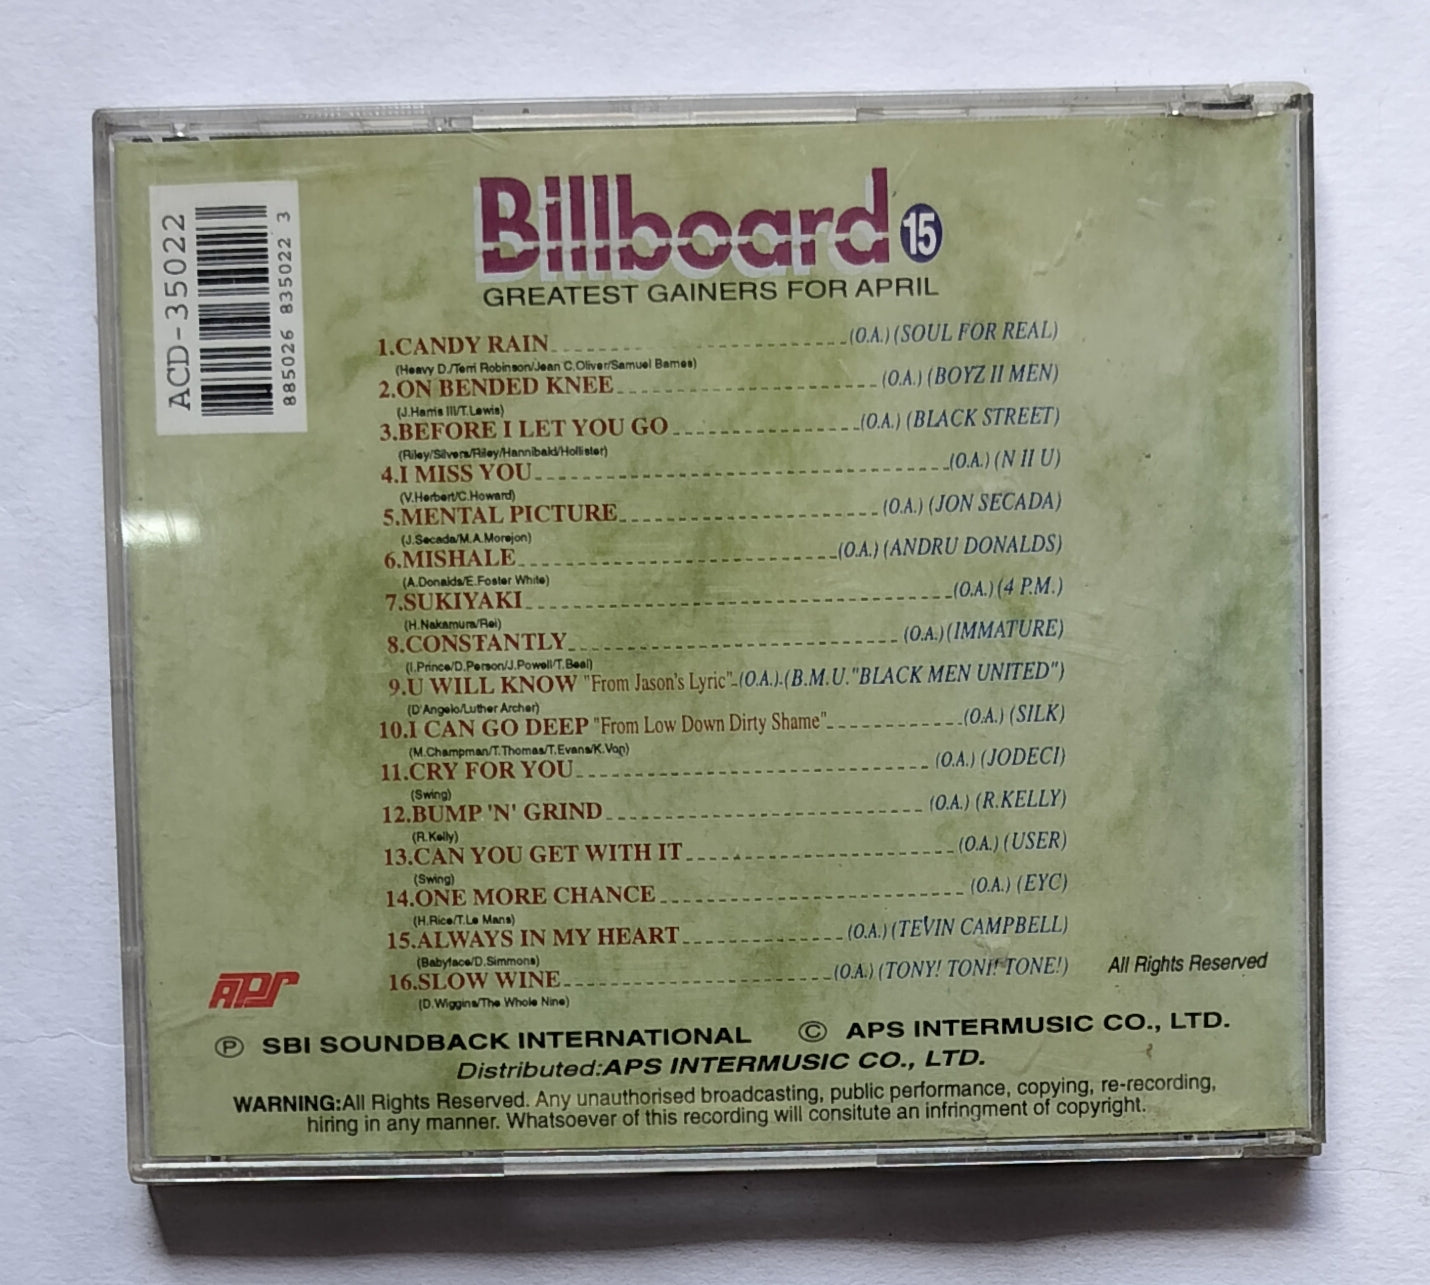 ACD-35022
885026 835022 3
Billboard 15
GREATEST GAINERS FOR APRIL
1.CANDY RAIN (O.A.) (SOUL FOR REAL)
(Heavy D./Terri Robinson/Jean C.Oliver/Samuel Barnes)
2.ON BENDED KNEE (O.A.) (BOYZ II MEN)
(J.Harris III/T.Lewis)
3.BEFORE I LET YOU GO (O.A.) (BLACK STREET)
(Riley/Silvers/Riley/Hannibald/Hollister)
4.I MISS YOU (O.A.) (N II U)
(V.Herbert/C.Howard)
5.MENTAL PICTURE (O.A.) (JON SECADA)
(J.Secada/M.A.Morejon)
6.MISHALE (O.A.) (ANDRU DONALDS)
(A.Donalds/E.Foster White)
7.SUKIYAKI (O.A.) (4 P.M.)
(H.Nakamura/Rei)
8.CONSTANTLY (O.A.) (IMMATURE)
(I.Prince/D.Person/J.Powell/T.Beal)
9.U WILL KNOW "From Jason's Lyric" (O.A.).(B.M.U."BLACK MEN UNITED")
(D'Angelo/Luther Archer)
10.I CAN GO DEEP "From Low Down Dirty Shame" (O.A.) (SILK)
(M.Champman/T.Thomas/T.Evans/K.Von)
11.CRY FOR YOU (O.A.) (JODECI)
(Swing)
12.BUMP 'N' GRIND (O.A.) (R.KELLY)
(R.Kelly)
13.CAN YOU GET WITH IT (O.A.) (USER)
(Swing)
14.ONE MORE CHANCE (O.A.) (EYC)
(H.Rice/T.Le Mans)
15.ALWAYS IN MY HEART (O.A.) (TEVIN CAMPBELL)
(Babyface/D.Simmons)
16.SLOW WINE (O.A.) (TONY! TONI! TONE!)
(D.Wiggins/The Whole Nine)
All Rights Reserved
APS
Ⓟ SBI SOUNDBACK INTERNATIONAL © APS INTERMUSIC CO., LTD.
Distributed:APS INTERMUSIC CO., LTD.
WARNING:All Rights Reserved. Any unauthorised broadcasting, public performance, copying, re-recording,
hiring in any manner. Whatsoever of this recording will consitute an infringment of copyright.